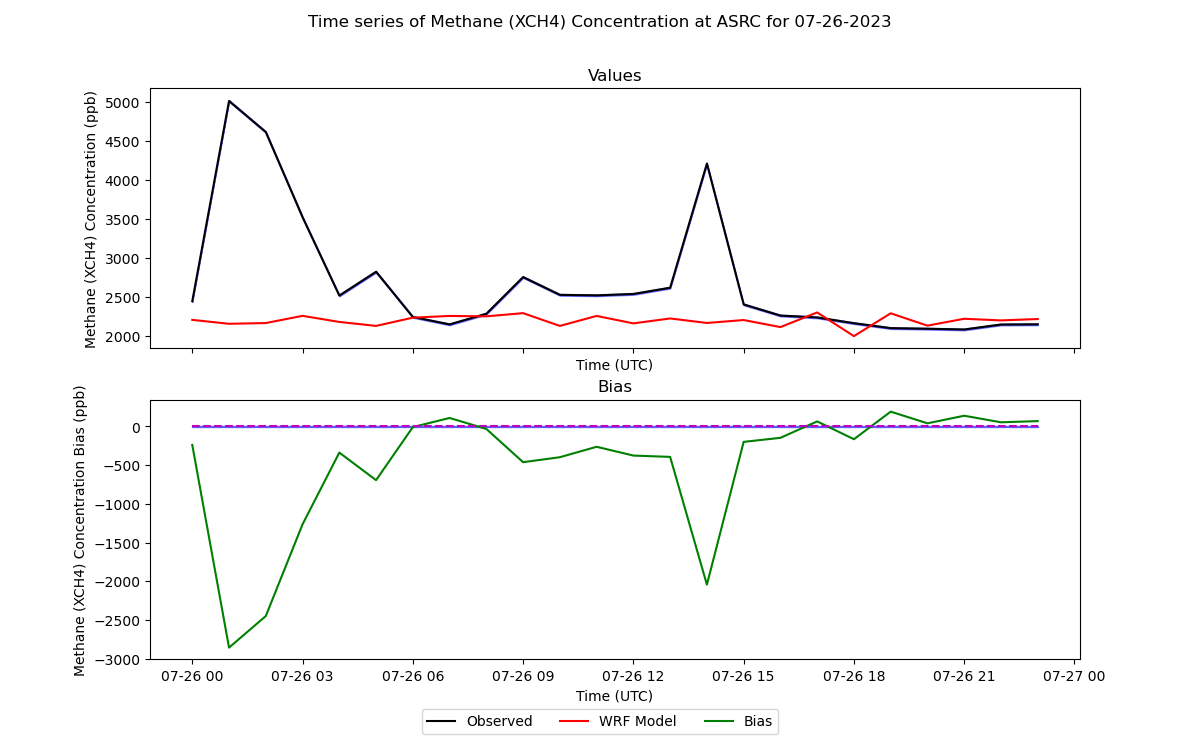 Time series of Methane (XCH4) Concentration at ASRC for 07-26-2023
Values
Methane (XCH4) Concentration (ppb)
5000
4500
4000
3500
3000
2500
2000
Time (UTC)
Bias
Methane (XCH4) Concentration Bias (ppb)
0
−500
−1000
−1500
−2000
−2500
−3000
07-26 00 07-26 03 07-26 06 07-26 09 07-26 12 07-26 15 07-26 18 07-26 21 07-27 00
Time (UTC)
Observed WRF Model Bias